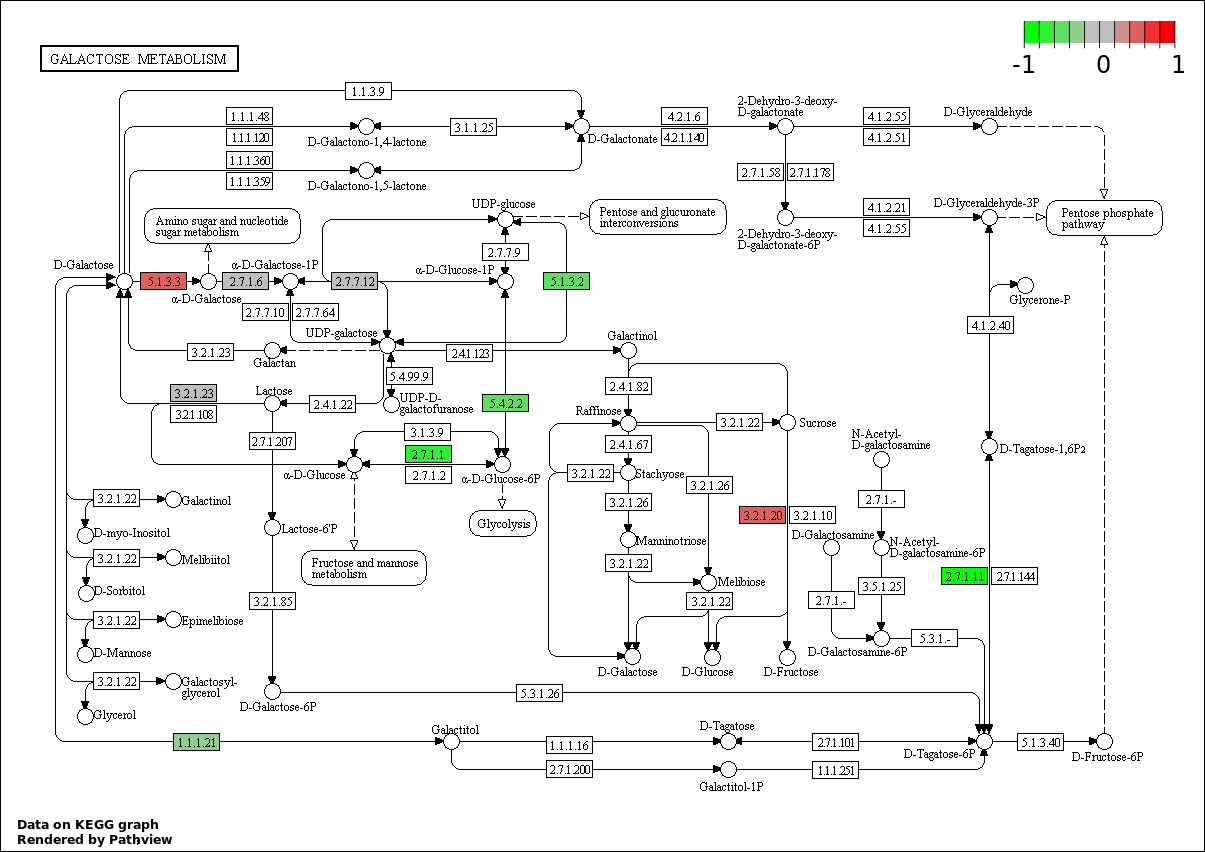 GALACTOSE METABOLISM
-1 0 1
1.1.3.9
1.1.1.48
1.1.1.120
D-Galactono-1,4-lactone
3.1.1.25
D-Galactonate
4.2.1.6
4.2.1.140
2-Dehydro-3-deoxy-
D-galactonate
4.1.2.55
4.1.2.51
D-Glyceraldehyde
1.1.1.360
1.1.1.359
D-Galactono-1,5-lactone
2.7.1.58
2.7.1.178
Amino sugar and nucleotide
sugar metabolism
UDP-glucose
Pentose and glucuronate
interconversions
2-Dehydro-3-deoxy-
D-galactonate-6P
4.1.2.21
4.1.2.55
D-Glyceraldehyde-3P
Pentose phosphate
pathway
2.7.7.9
D-Galactose
5.1.3.3
α-D-Galactose
2.7.1.6
α-D-Galactose-1P
2.7.7.12
α-D-Glucose-1P
5.1.3.2
2.7.7.10
2.7.7.64
Glycerone-P
4.1.2.40
UDP-galactose
3.2.1.23
Galactan
2.4.1.123
Galactinol
5.4.99.9
UDP-D-
galactofuranose
3.2.1.23
3.2.1.108
Lactose
2.4.1.22
5.4.2.2
2.4.1.82
Raffinose
3.2.1.22
Sucrose
2.7.1.207
3.1.3.9
2.7.1.1
2.7.1.2
α-D-Glucose
α-D-Glucose-6P
2.4.1.67
3.2.1.22
Stachyose
3.2.1.26
N-Acetyl-
D-galactosamine
D-Tagatose-1,6P2
3.2.1.22
Galactinol
D-myo-Inositol
Lactose-6'P
Glycolysis
3.2.1.26
Manninotriose
3.2.1.20
3.2.1.10
2.7.1.-
D-Galactosamine
N-Acetyl-
D-galactosamine-6P
3.2.1.22
Melibiitol
D-Sorbitol
Fructose and mannose
metabolism
3.2.1.22
Melibiose
3.2.1.22
2.7.1.-
3.5.1.25
2.7.1.11
2.7.1.144
3.2.1.85
3.2.1.22
Epimelibiose
D-Mannose
5.3.1.-
D-Galactosamine-6P
D-Galactose
D-Glucose
D-Fructose
3.2.1.22
Galactosyl-
glycerol
Glycerol
D-Galactose-6P
5.3.1.26
1.1.1.21
Galactitol
1.1.1.16
D-Tagatose
2.7.1.101
D-Tagatose-6P
5.1.3.40
D-Fructose-6P
2.7.1.200
Galactitol-1P
1.1.1.251
Data on KEGG graph
Rendered by Pathview